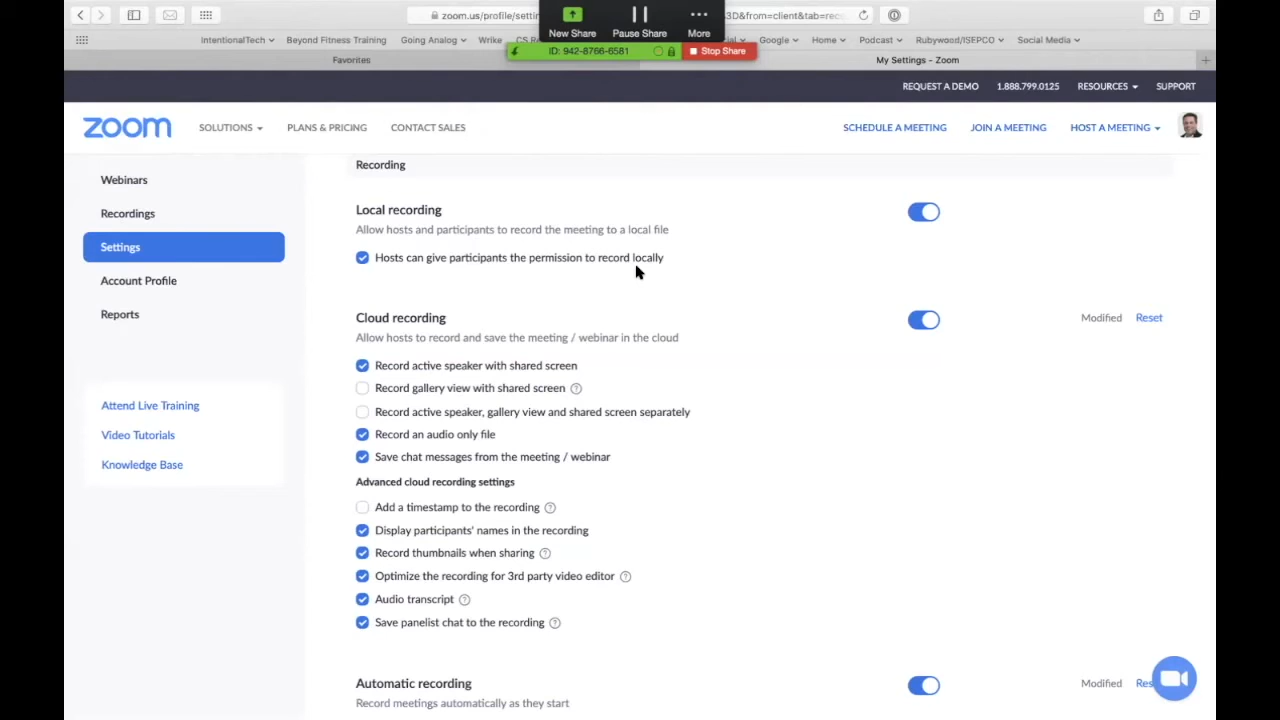 New Share
Pause Share
More
zoom.us/profile/settin
3D&from=client&tab=reco
ID: 942-8766-6581
Stop Share
IntentionalTech
Beyond Fitness Training
Going Analog
Wrike
Google
Home
Podcast
Rubywood/ISEPCO
Social Media
Favorites
My Settings - Zoom
REQUEST A DEMO
1.888.799.0125
RESOURCES
SUPPORT
zoom
SOLUTIONS
PLANS & PRICING
CONTACT SALES
SCHEDULE A MEETING
JOIN A MEETING
HOST A MEETING
Webinars
Recordings
Settings
Account Profile
Reports
Attend Live Training
Video Tutorials
Knowledge Base
Recording
Local recording
Allow hosts and participants to record the meeting to a local file
Hosts can give participants the permission to record locally
Cloud recording
Modified
Reset
Allow hosts to record and save the meeting / webinar in the cloud
Record active speaker with shared screen
Record gallery view with shared screen
Record active speaker, gallery view and shared screen separately
Record an audio only file
Save chat messages from the meeting / webinar
Advanced cloud recording settings
Add a timestamp to the recording
Display participants' names in the recording
Record thumbnails when sharing
Optimize the recording for 3rd party video editor
Audio transcript
Save panelist chat to the recording
Automatic recording
Modified
Record meetings automatically as they start